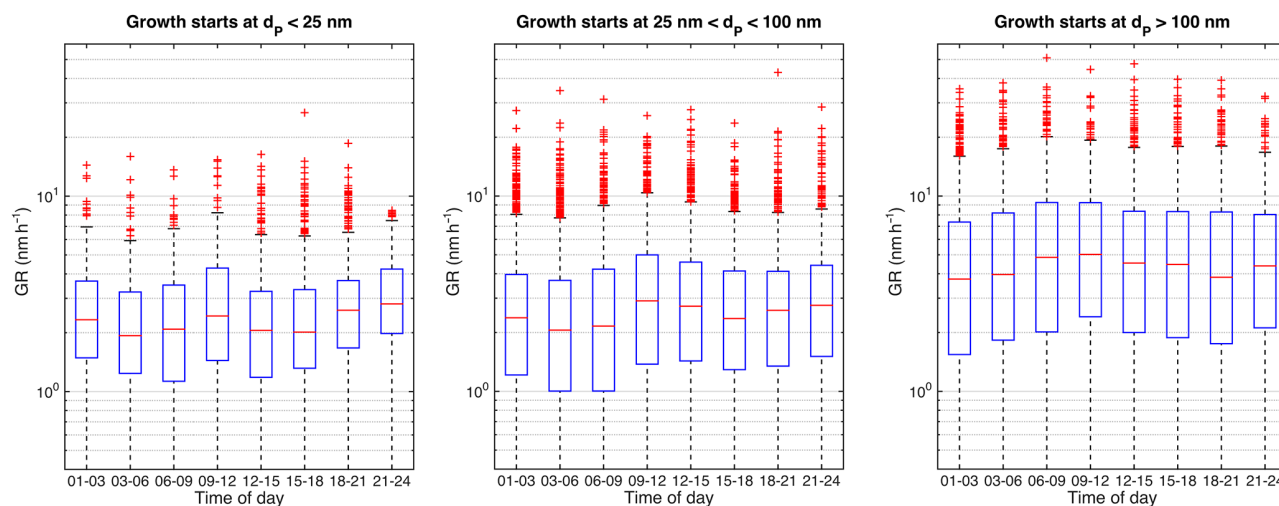 Growth starts at dP < 25 nm
GR (nm h⁻¹)
10¹
10⁰
01-03 03-06 06-09 09-12 12-15 15-18 18-21 21-24
Time of day
Growth starts at 25 nm < dP < 100 nm
GR (nm h⁻¹)
10¹
10⁰
01-03 03-06 06-09 09-12 12-15 15-18 18-21 21-24
Time of day
Growth starts at dP > 100 nm
GR (nm h⁻¹)
10¹
10⁰
01-03 03-06 06-09 09-12 12-15 15-18 18-21 21-24
Time of day